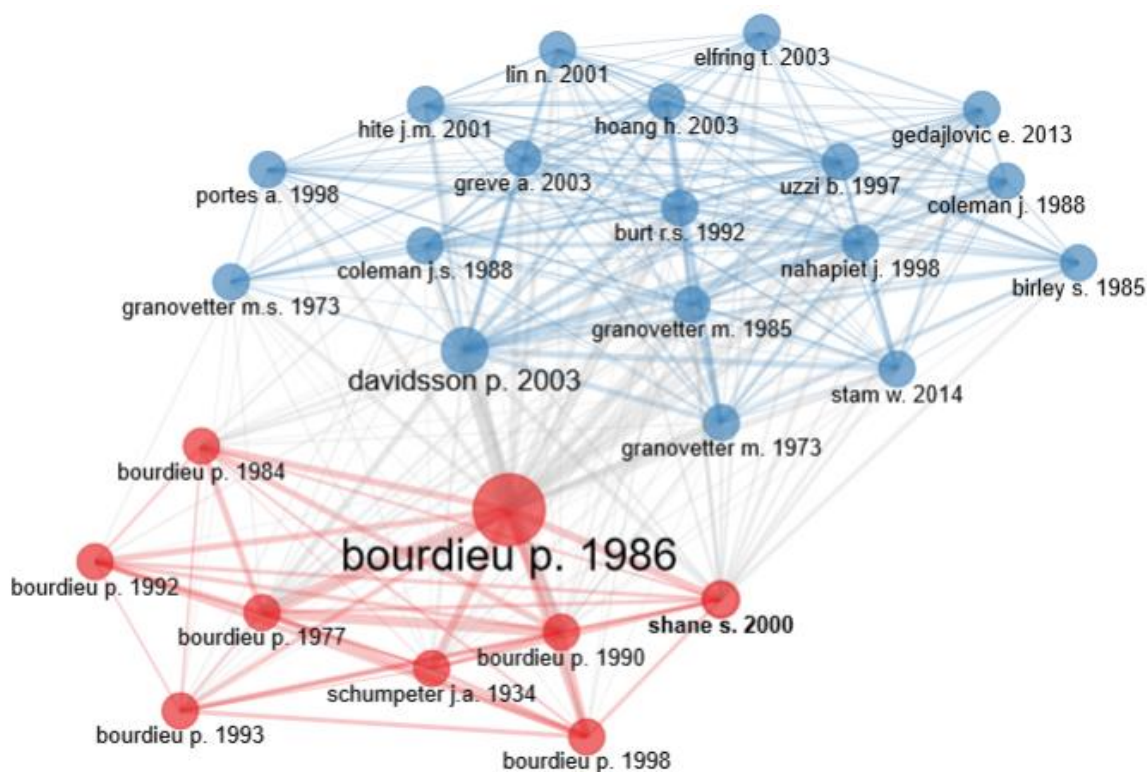 elfring t. 2003
lin n. 2001
hite j.m. 2001
hoang h. 2003
gedajlovic e. 2013
portes a. 1998
greve a. 2003
uzzi b. 1997
coleman j. 1988
burt r.s. 1992
coleman j.s. 1988
nahapiet j. 1998
birley s. 1985
granovetter m.s. 1973
granovetter m. 1985
davidsson p. 2003
stam w. 2014
granovetter m. 1973
bourdieu p. 1984
bourdieu p. 1986
bourdieu p. 1992
shane s. 2000
bourdieu p. 1977
bourdieu p. 1990
schumpeter j.a. 1934
bourdieu p. 1993
bourdieu p. 1998